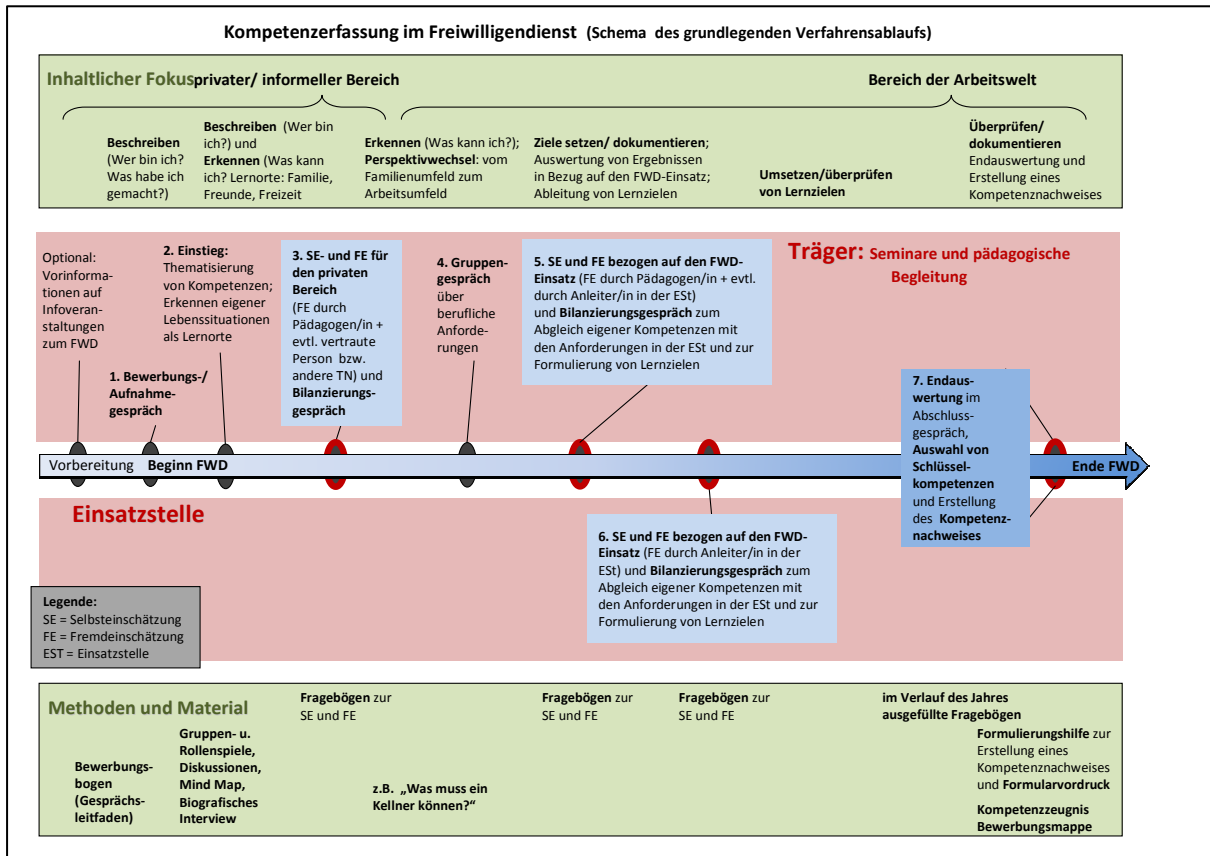 Kompetenzerfassung im Freiwilligendienst (Schema des grundlegenden Verfahrensablaufs)
Inhaltlicher Fokus
privater/ informeller Bereich
Bereich der Arbeitswelt
Beschreiben
(Wer bin ich?
Was habe ich
gemacht?)
Beschreiben (Wer bin
ich?) und
Erkennen (Was kann
ich? Lernorte: Familie,
Freunde, Freizeit
Erkennen (Was kann ich?);
Perspektivwechsel: vom
Familienumfeld zum
Arbeitsumfeld
Ziele setzen/ dokumentieren;
Auswertung von Ergebnissen
in Bezug auf den FWD-Einsatz;
Ableitung von Lernzielen
Umsetzen/überprüfen
von Lernzielen
Überprüfen/
dokumentieren
Endauswertung und
Erstellung eines
Kompetenznachweises
Träger: Seminare und pädagogische
Begleitung
Optional:
Vorinforma-
tionen auf
Infoveran-
staltungen
zum FWD
1. Bewerbungs-/
Aufnahme-
gespräch
2. Einstieg:
Thematisierung
von Kompetenzen;
Erkennen eigener
Lebenssituationen
als Lernorte
3. SE- und FE für
den privaten
Bereich
(FE durch
Pädagogen/in +
evtl. vertraute
Person bzw.
andere TN) und
Bilanzierungs-
gespräch
4. Gruppen-
gespräch
über
berufliche
Anforde-
rungen
5. SE und FE bezogen auf den FWD-
Einsatz (FE durch Pädagogen/in + evtl.
durch Anleiter/in in der ESt)
und Bilanzierungsgespräch zum
Abgleich eigener Kompetenzen mit
den Anforderungen in der ESt und zur
Formulierung von Lernzielen
7. Endaus-
wertung im
Abschluss-
gespräch,
Auswahl von
Schlüssel-
kompetenzen
und Erstellung
des Kompetenz-
nachweises
Vorbereitung
Beginn FWD
Ende FWD
Einsatzstelle
6. SE und FE bezogen auf den FWD-
Einsatz (FE durch Anleiter/in in der
ESt) und Bilanzierungsgespräch zum
Abgleich eigener Kompetenzen mit
den Anforderungen in der ESt und zur
Formulierung von Lernzielen
Legende:
SE = Selbsteinschätzung
FE = Fremdeinschätzung
EST = Einsatzstelle
Methoden und Material
Bewerbungs-
bogen
(Gesprächs-
leitfaden)
Gruppen- u.
Rollenspiele,
Diskussionen,
Mind Map,
Biografisches
Interview
Fragebögen zur
SE und FE
z.B. „Was muss ein
Kellner können?“
Fragebögen zur
SE und FE
Fragebögen zur
SE und FE
im Verlauf des Jahres
ausgefüllte Fragebögen
Formulierungshilfe zur
Erstellung eines
Kompetenznachweises
und Formularvordruck
Kompetenzzeugnis
Bewerbungsmappe